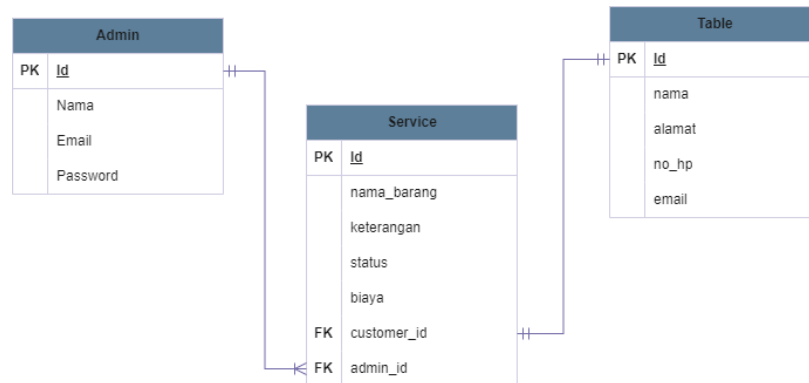 Admin
PK Id
Nama
Email
Password
Service
PK Id
nama_barang
keterangan
status
biaya
FK customer_id
FK admin_id
Table
PK Id
nama
alamat
no_hp
email